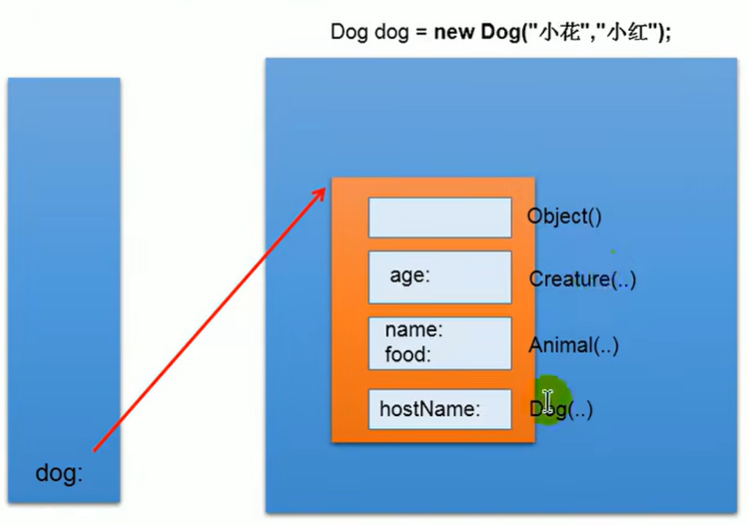 Dog dog = new Dog("小花","小红");
Object()
age:
Creature(..)
name:
food:
Animal(..)
hostName:
Dog(..)
dog: